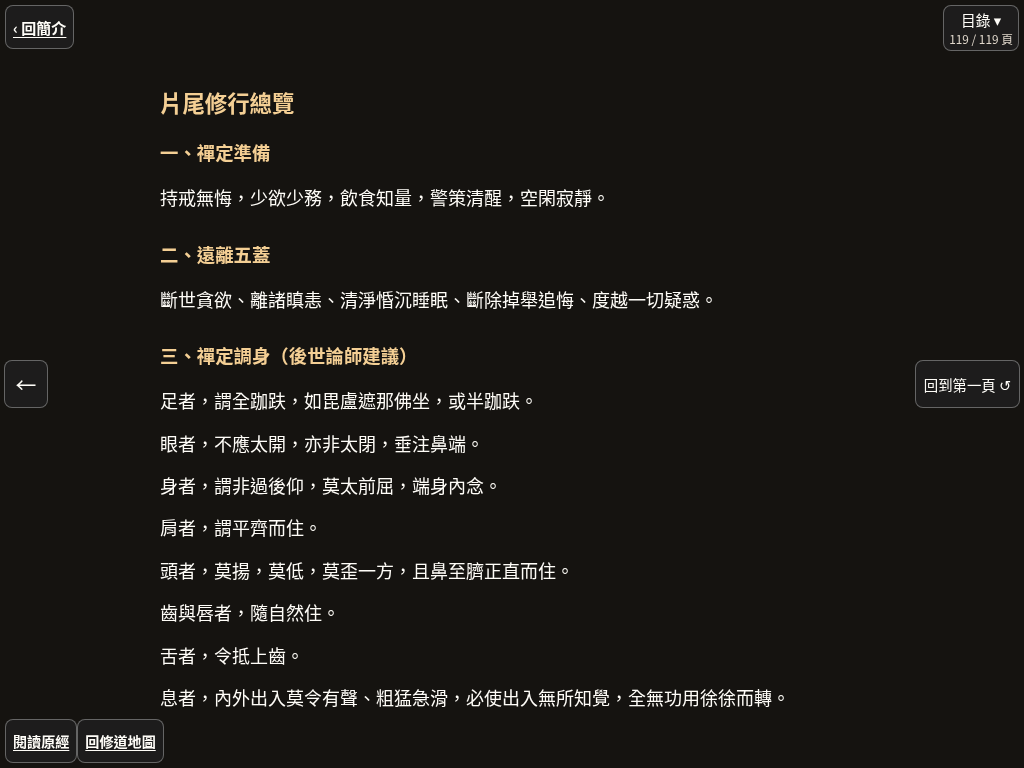 ‹ 回簡介
目錄 ▾
119 / 119 頁
片尾修行總覽
一、禪定準備
持戒無悔，少欲少務，飲食知量，警策清醒，空閑寂靜。
二、遠離五蓋
斷世貪欲、離諸瞋恚、清淨惛沉睡眠、斷除掉舉追悔、度越一切疑惑。
三、禪定調身（後世論師建議）
足者，謂全跏趺，如毘盧遮那佛坐，或半跏趺。
眼者，不應太開，亦非太閉，垂注鼻端。
身者，謂非過後仰，莫太前屈，端身內念。
肩者，謂平齊而住。
頭者，莫揚，莫低，莫歪一方，且鼻至臍正直而住。
齒與唇者，隨自然住。
舌者，令抵上齒。
息者，內外出入莫令有聲、粗猛急滑，必使出入無所知覺，全無功用徐徐而轉。
←
回到第一頁 ↺
閱讀原經
回修道地圖